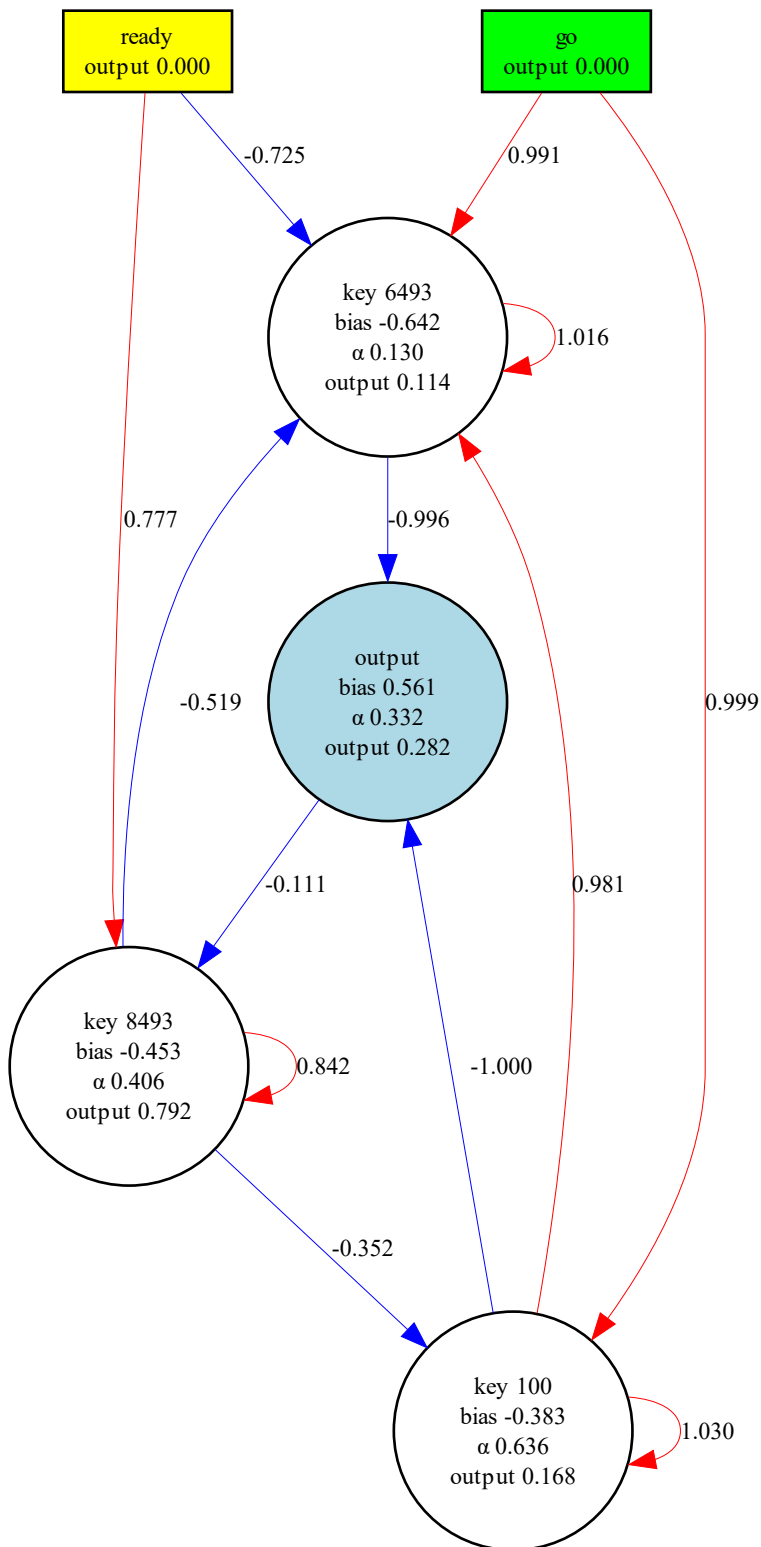 ready
output 0.000
go
output 0.000
-0.725
0.991
key 6493
bias -0.642
α 0.130
output 0.114
1.016
0.777
-0.996
-0.519
output
bias 0.561
α 0.332
output 0.282
0.999
-0.111
0.981
key 8493
bias -0.453
α 0.406
output 0.792
0.842
-1.000
-0.352
key 100
bias -0.383
α 0.636
output 0.168
1.030